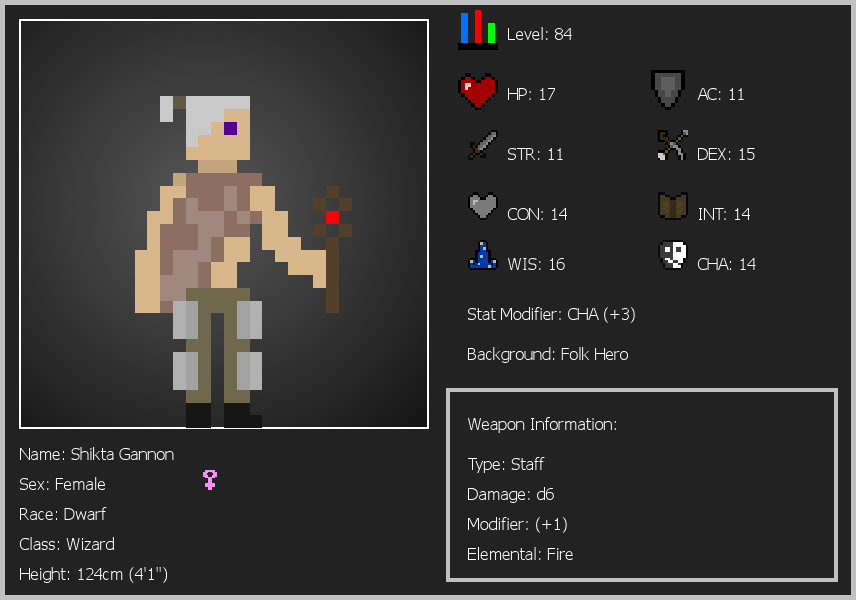 Level: 84
HP: 17
AC: 11
STR: 11
DEX: 15
CON: 14
INT: 14
WIS: 16
CHA: 14
Stat Modifier: CHA (+3)
Background: Folk Hero
Weapon Information:
Type: Staff
Damage: d6
Modifier: (+1)
Elemental: Fire
Name: Shikta Gannon
Sex: Female
Race: Dwarf
Class: Wizard
Height: 124cm (4'1")